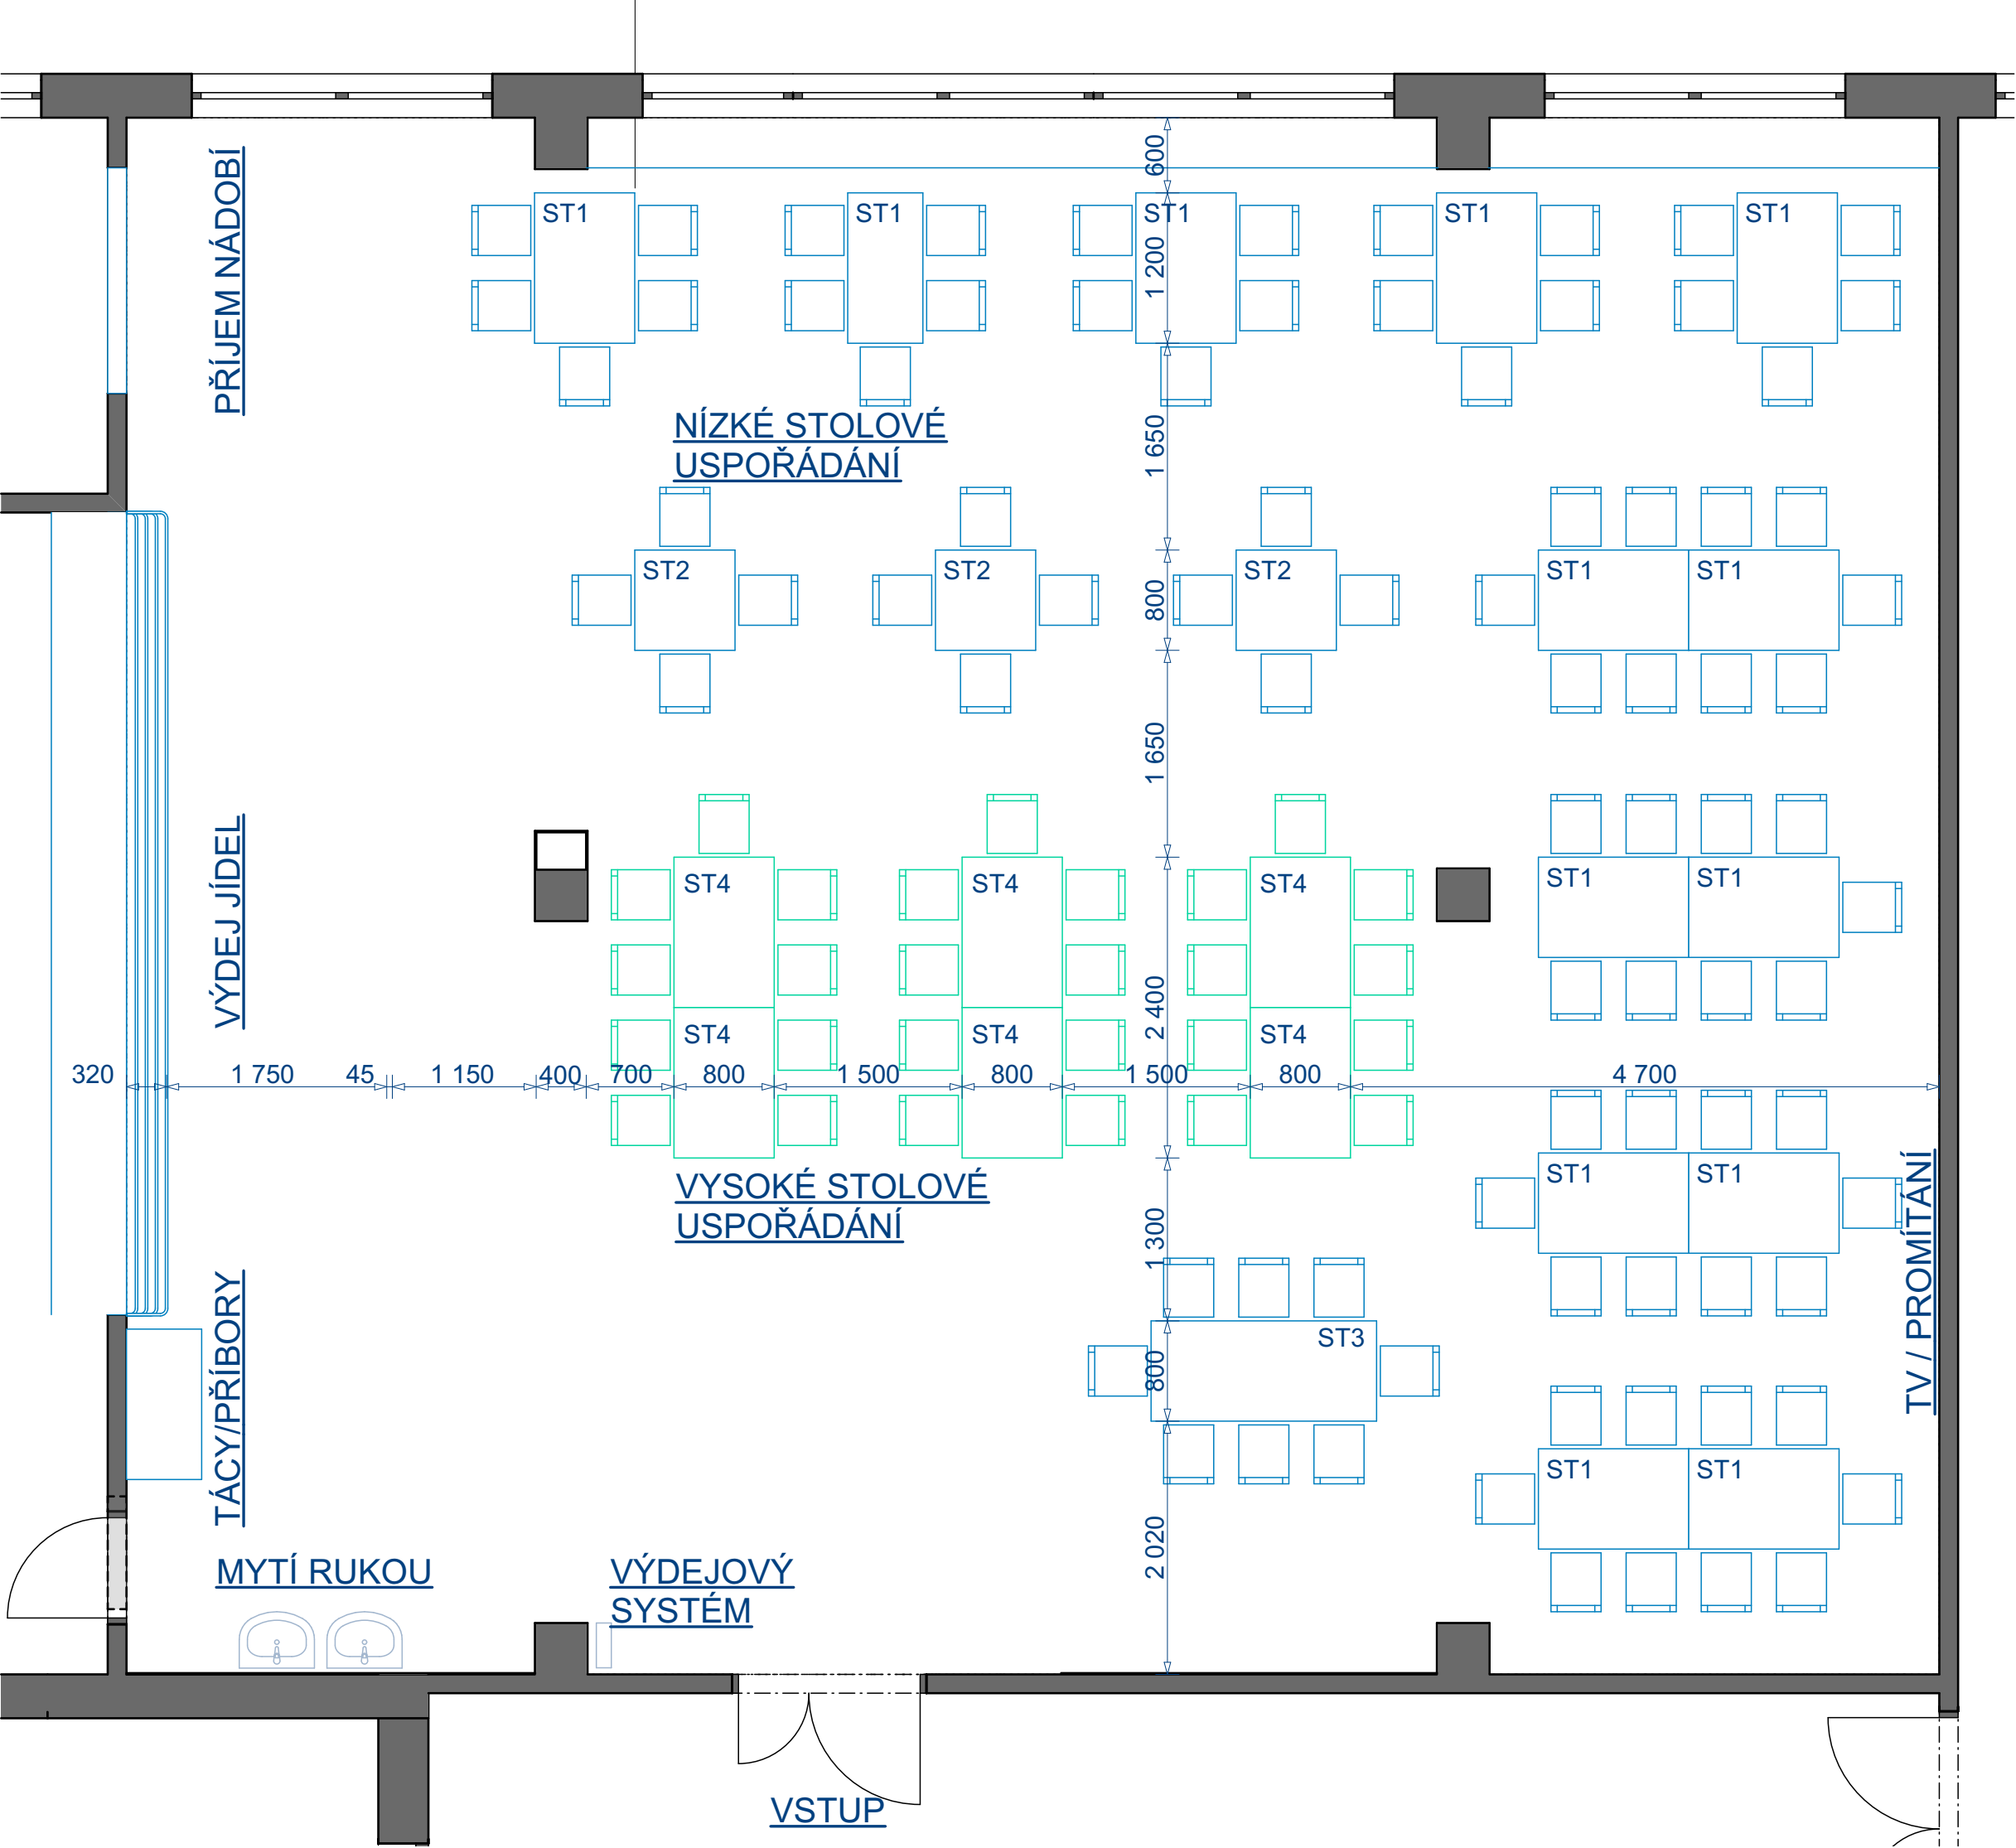 600
PŘÍJEM NÁDOBÍ
ST1
ST1
ST1
ST1
ST1
1 200
NÍZKÉ STOLOVÉ
USPOŘÁDÁNÍ
1 650
ST2
ST2
ST2
ST1
ST1
800
1 650
VÝDEJ JÍDEL
ST4
ST4
ST4
ST1
ST1
2 400
ST4
ST4
ST4
320
1 750
45
1 150
400
700
800
1 500
800
1 500
800
4 700
VYSOKÉ STOLOVÉ
USPOŘÁDÁNÍ
1 300
ST1
ST1
TV / PROMÍTÁNÍ
TÁCY/PŘÍBORY
ST3
800
ST1
ST1
2 020
MYTÍ RUKOU
VÝDEJOVÝ
SYSTÉM
VSTUP